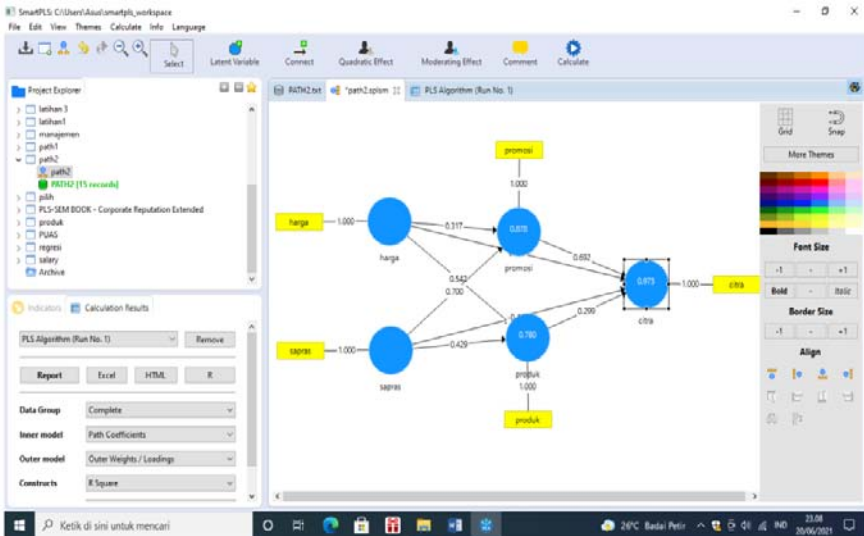 SmartPLS: C:\Users\Asus\smartpls_workspace
File Edit View Themes Calculate Info Language
Select
Latent Variable
Connect
Quadratic Effect
Moderating Effect
Comment
Calculate
Project Explorer
latihan 3
latihan1
manajemen
path1
path2
path2
PATH2 [15 records]
pilih
PLS-SEM BOOK - Corporate Reputation Extended
produk
PUAS
regresi
salary
Archive
Indicators
Calculation Results
PLS Algorithm (Run No. 1)
Remove
Report
Excel
HTML
R
Data Group
Complete
Inner model
Path Coefficients
Outer model
Outer Weights / Loadings
Constructs
R Square
PATH2.txt
*path2.splsm
PLS Algorithm (Run No. 1)
promosi
1.000
harga
1.000
0.317
0.878
harga
promosi
0.692
0.542
0.700
0.975
1.000
citra
citra
0.299
sapras
1.000
0.429
0.780
sapras
produk
1.000
produk
Grid
Snap
More Themes
Font Size
-1
-
+1
Bold
-
Italic
Border Size
-1
-
+1
Align
Ketik di sini untuk mencari
26°C Badai Petir
IND
23.08
20/06/2021